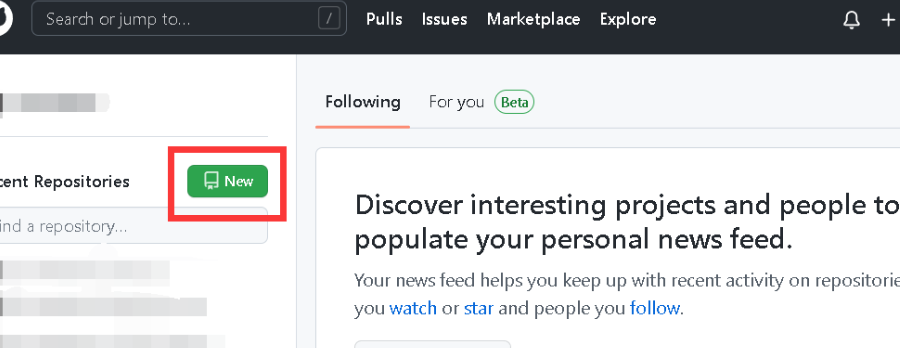 Search or jump to... /
Pulls Issues Marketplace Explore
Following For you Beta
cent Repositories
New
ind a repository...
Discover interesting projects and people to
populate your personal news feed.
Your news feed helps you keep up with recent activity on repositorie
you watch or star and people you follow.